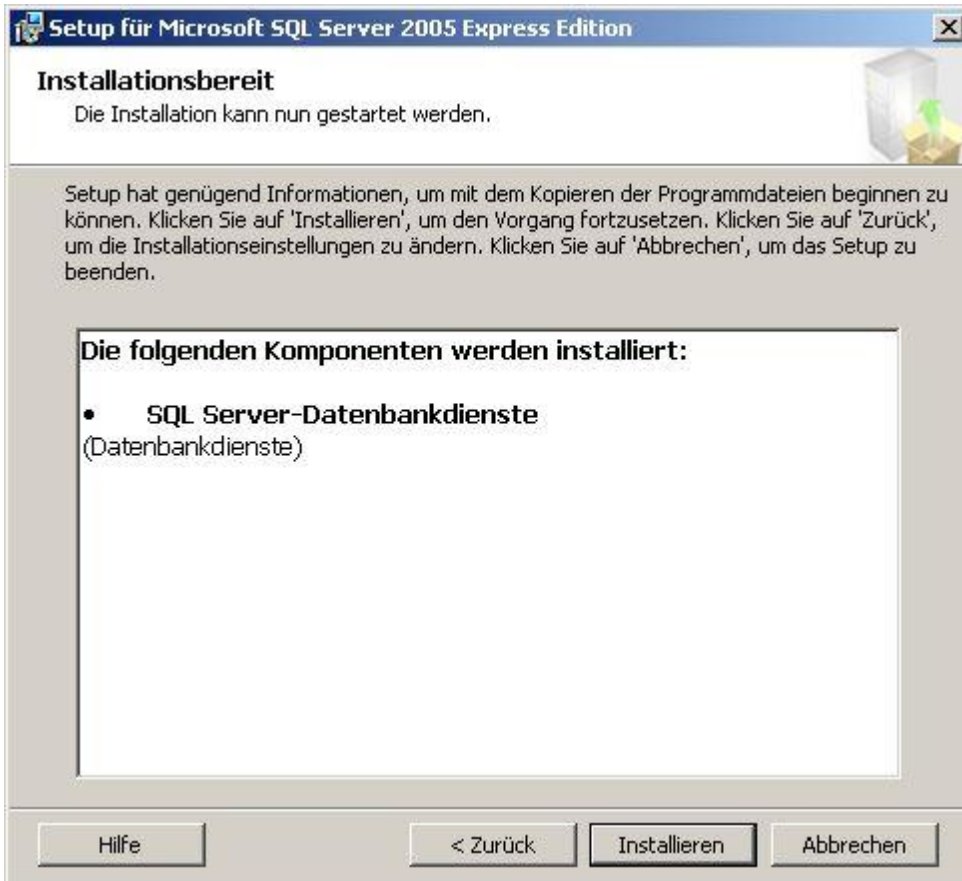 Setup für Microsoft SQL Server 2005 Express Edition
Installationsbereit
Die Installation kann nun gestartet werden.
Setup hat genügend Informationen, um mit dem Kopieren der Programmdateien beginnen zu
können. Klicken Sie auf 'Installieren', um den Vorgang fortzusetzen. Klicken Sie auf 'Zurück',
um die Installationseinstellungen zu ändern. Klicken Sie auf 'Abbrechen', um das Setup zu
beenden.
Die folgenden Komponenten werden installiert:
• SQL Server-Datenbankdienste
(Datenbankdienste)
Hilfe
< Zurück
Installieren
Abbrechen